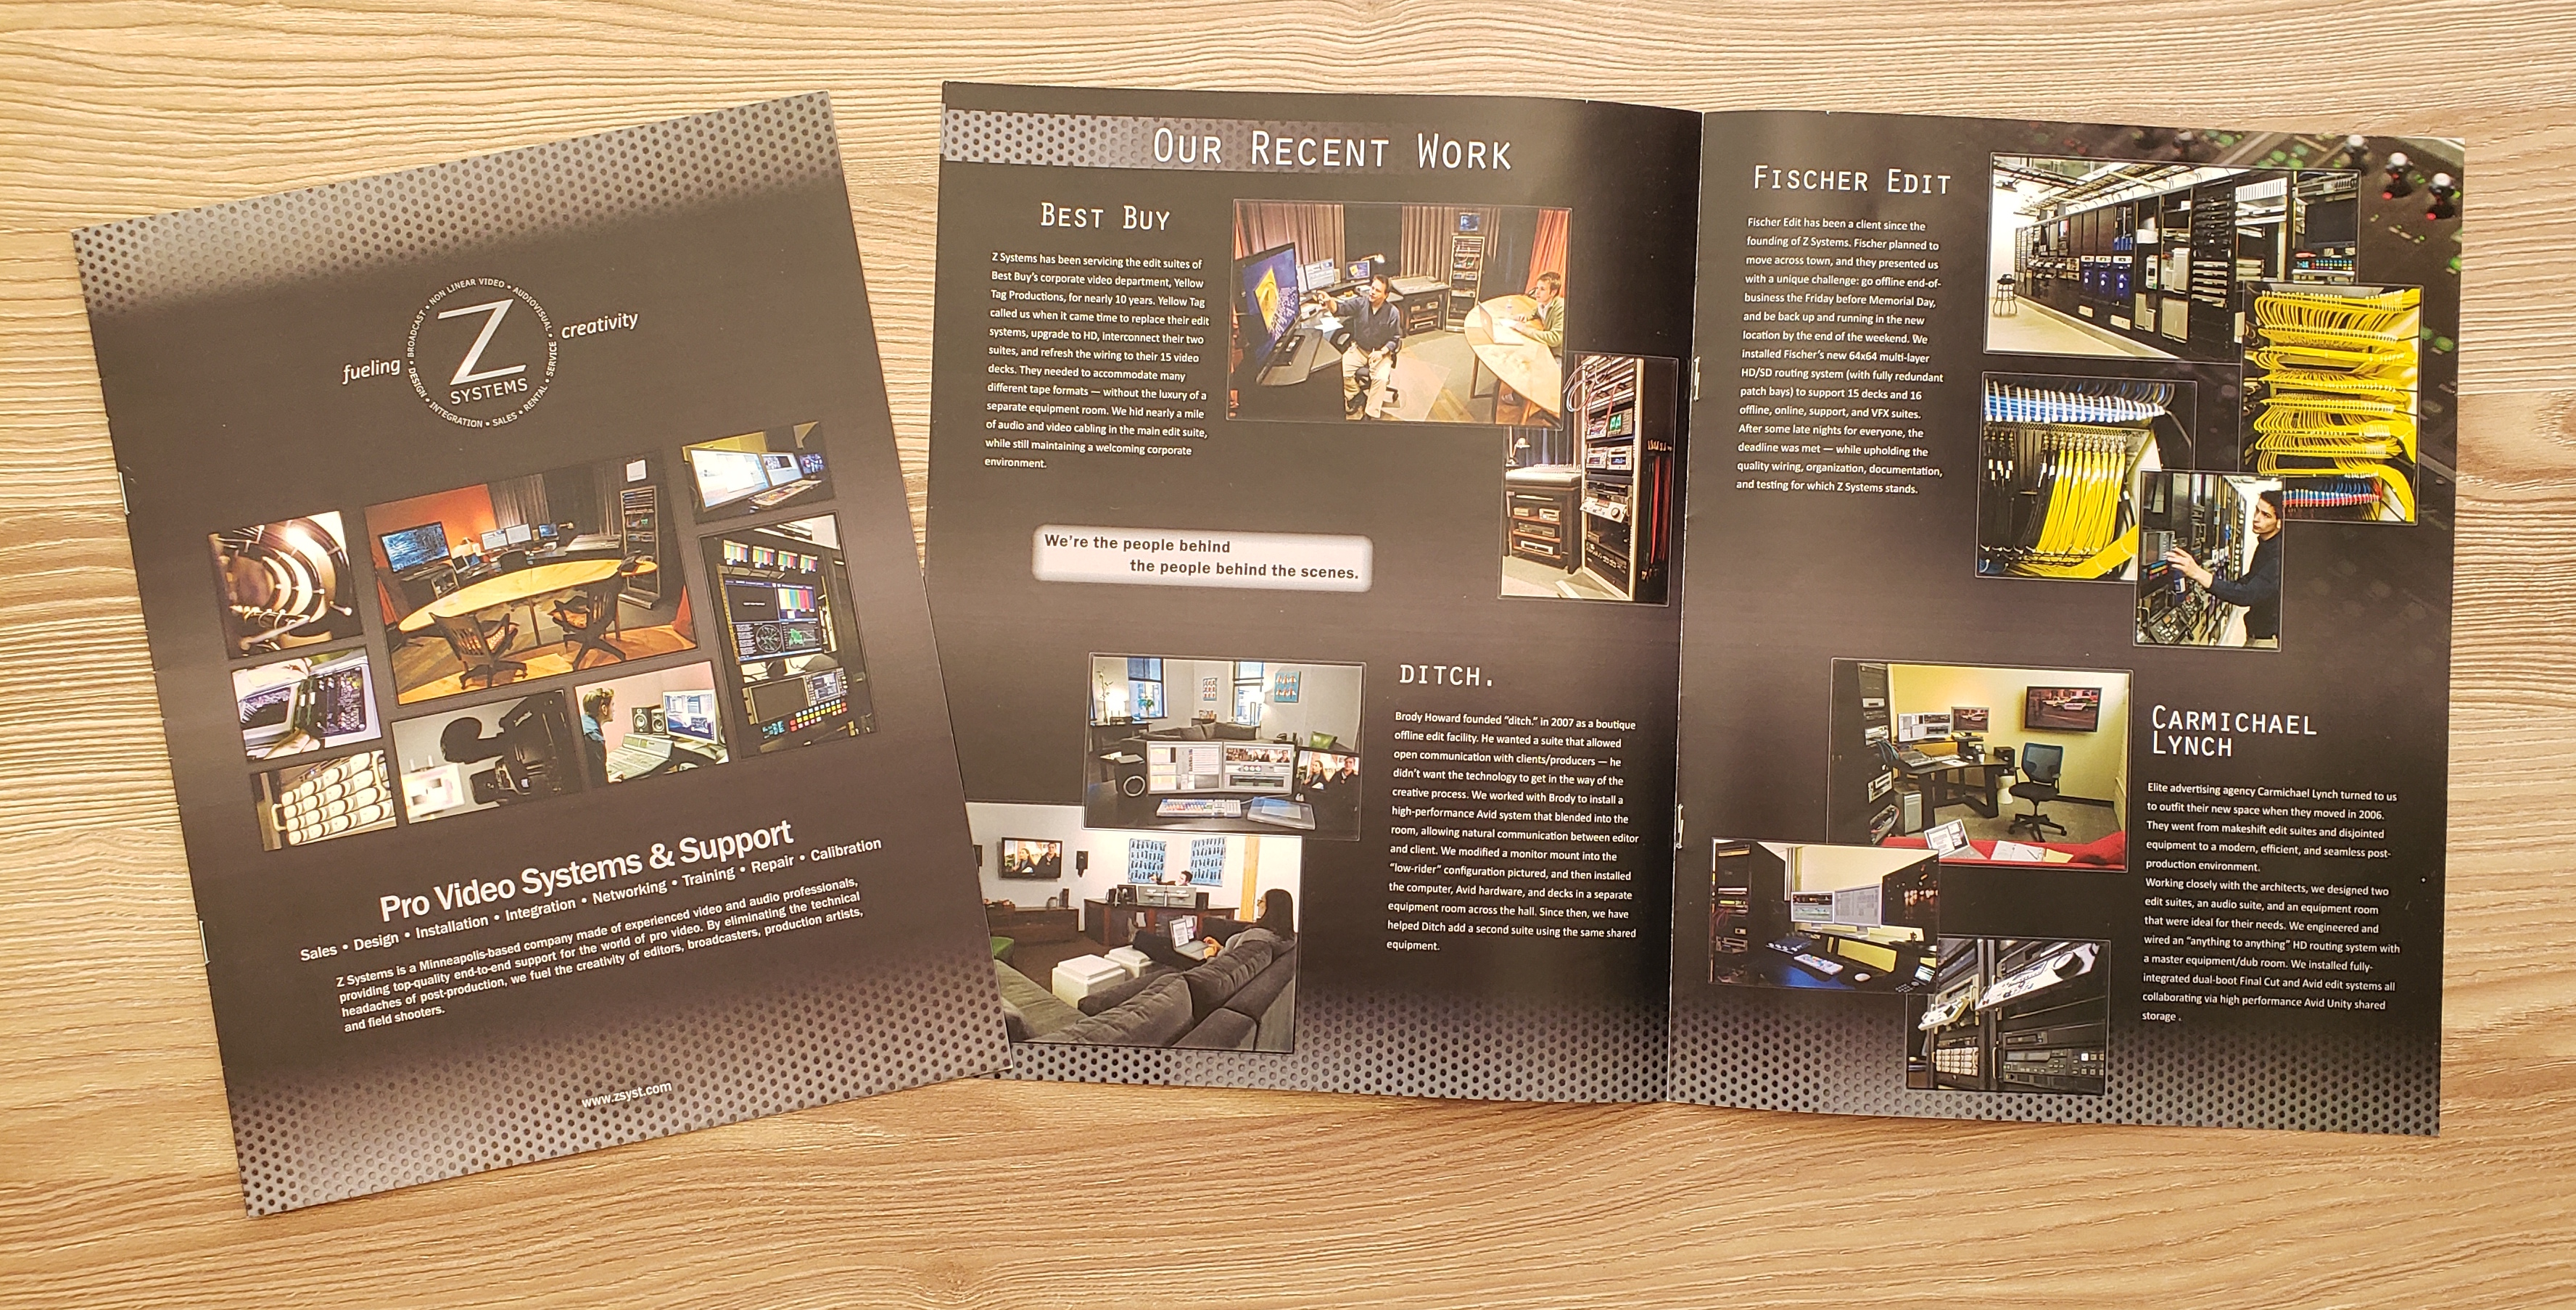 fueling
creativity
BROADCAST • NON LINEAR VIDEO • AUDIOVISUAL • SERVICE • RENTAL • SALES • INTEGRATION • DESIGN •
Z
SYSTEMS
Pro Video Systems & Support
Sales • Design • Installation • Integration • Networking • Training • Repair • Calibration
Z Systems is a Minneapolis-based company made of experienced video and audio professionals,
providing top-quality end-to-end support for the world of pro video. By eliminating the technical
headaches of post-production, we fuel the creativity of editors, broadcasters, production artists,
and field shooters.
www.zsyst.com
OUR RECENT WORK
BEST BUY
Z Systems has been servicing the edit suites of
Best Buy's corporate video department, Yellow
Tag Productions, for nearly 10 years. Yellow Tag
called us when it came time to replace their edit
systems, upgrade to HD, interconnect their two
suites, and refresh the wiring to their 15 video
decks. They needed to accommodate many
different tape formats — without the luxury of a
separate equipment room. We hid nearly a mile
of audio and video cabling in the main edit suite,
while still maintaining a welcoming corporate
environment.
We're the people behind
the people behind the scenes.
DITCH.
Brody Howard founded "ditch." in 2007 as a boutique
offline edit facility. He wanted a suite that allowed
open communication with clients/producers — he
didn't want the technology to get in the way of the
creative process. We worked with Brody to install a
high-performance Avid system that blended into the
room, allowing natural communication between editor
and client. We modified a monitor mount into the
"low-rider" configuration pictured, and then installed
the computer, Avid hardware, and decks in a separate
equipment room across the hall. Since then, we have
helped Ditch add a second suite using the same shared
equipment.
FISCHER EDIT
Fischer Edit has been a client since the
founding of Z Systems. Fischer planned to
move across town, and they presented us
with a unique challenge: go offline end-of-
business the Friday before Memorial Day,
and be back up and running in the new
location by the end of the weekend. We
installed Fischer's new 64x64 multi-layer
HD/SD routing system (with fully redundant
patch bays) to support 15 decks and 16
offline, online, support, and VFX suites.
After some late nights for everyone, the
deadline was met — while upholding the
quality wiring, organization, documentation,
and testing for which Z Systems stands.
CARMICHAEL
LYNCH
Elite advertising agency Carmichael Lynch turned to us
to outfit their new space when they moved in 2006.
They went from makeshift edit suites and disjointed
equipment to a modern, efficient, and seamless post-
production environment.
Working closely with the architects, we designed two
edit suites, an audio suite, and an equipment room
that were ideal for their needs. We engineered and
wired an "anything to anything" HD routing system with
a master equipment/dub room. We installed fully-
integrated dual-boot Final Cut and Avid edit systems all
collaborating via high performance Avid Unity shared
storage .